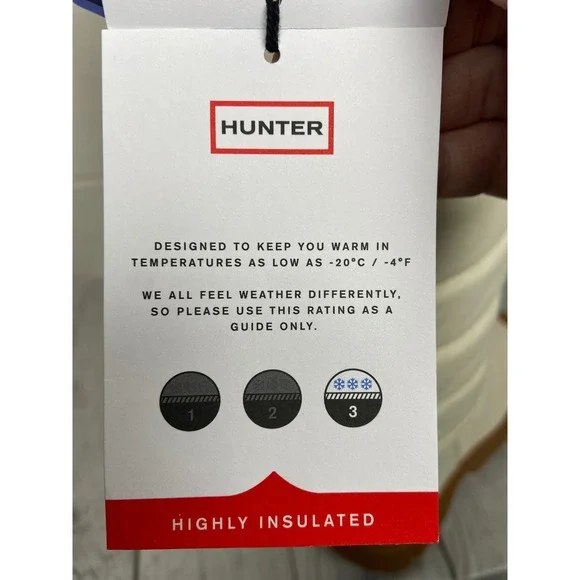 HUNTER
DESIGNED TO KEEP YOU WARM IN
TEMPERATURES AS LOW AS -20°C / -4°F
WE ALL FEEL WEATHER DIFFERENTLY,
SO PLEASE USE THIS RATING AS A
GUIDE ONLY.
1 2 3
HIGHLY INSULATED